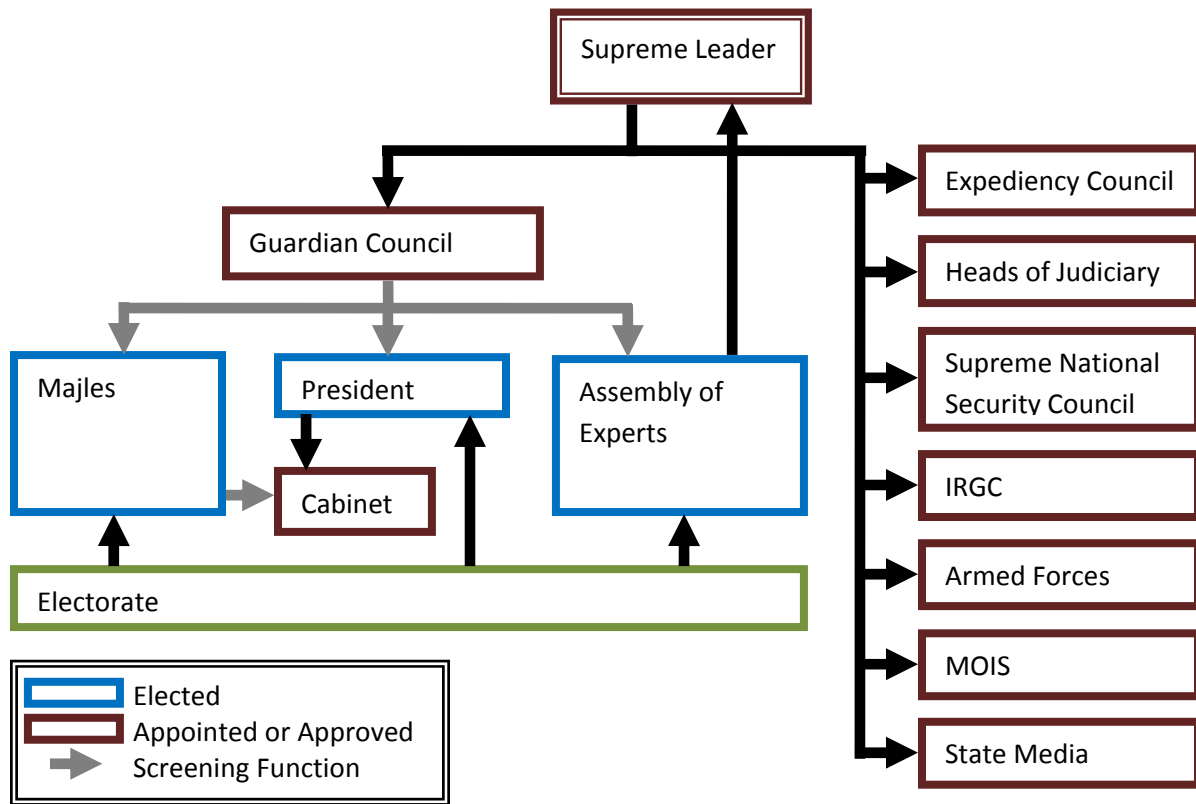 Supreme Leader
Guardian Council
Majles
President
Assembly of
Experts
Cabinet
Electorate
Expediency Council
Heads of Judiciary
Supreme National
Security Council
IRGC
Armed Forces
MOIS
State Media
Elected
Appointed or Approved
Screening Function